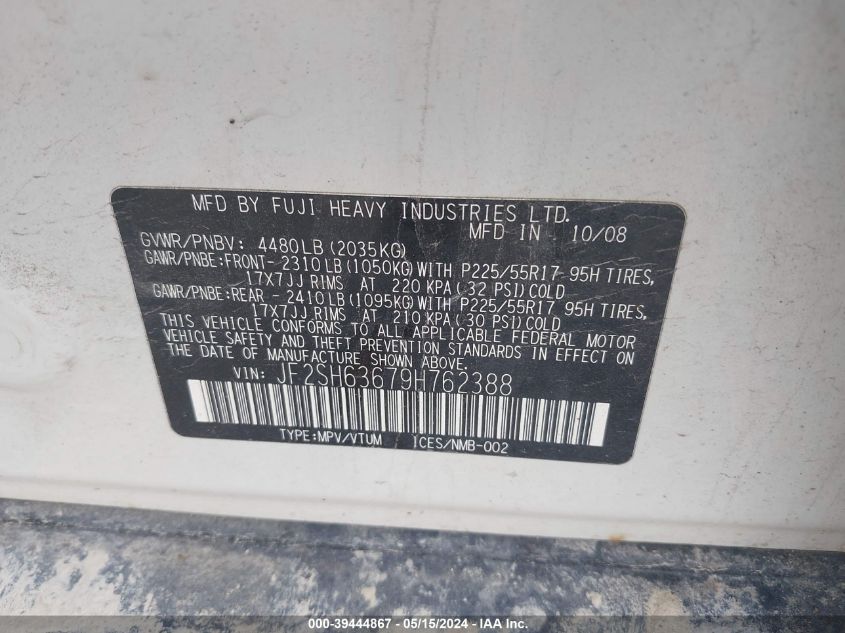 MFD BY FUJI HEAVY INDUSTRIES LTD.
MFD IN 10/08
GVWR/PNBV: 4480LB(2035KG)
GAWR/PNBE:FRONT-2310LB(1050KG)WITH P225/55R17 95H TIRES,
17X7JJ RIMS AT 220 KPA(32 PSI)COLD
GAWR/PNBE:REAR -2410LB(1095KG)WITH P225/55R17 95H TIRES,
17X7JJ RIMS AT 210 KPA(30 PSI)COLD
THIS VEHICLE CONFORMS TO ALL APPLICABLE FEDERAL MOTOR
VEHICLE SAFETY AND THEFT PREVENTION STANDARDS IN EFFECT ON
THE DATE OF MANUFACTURE SHOWN ABOVE.
VIN: JF2SH63679H762388
TYPE:MPV/VTUM ICES/NMB-002
000-39444867 - 05/15/2024 - IAA Inc.